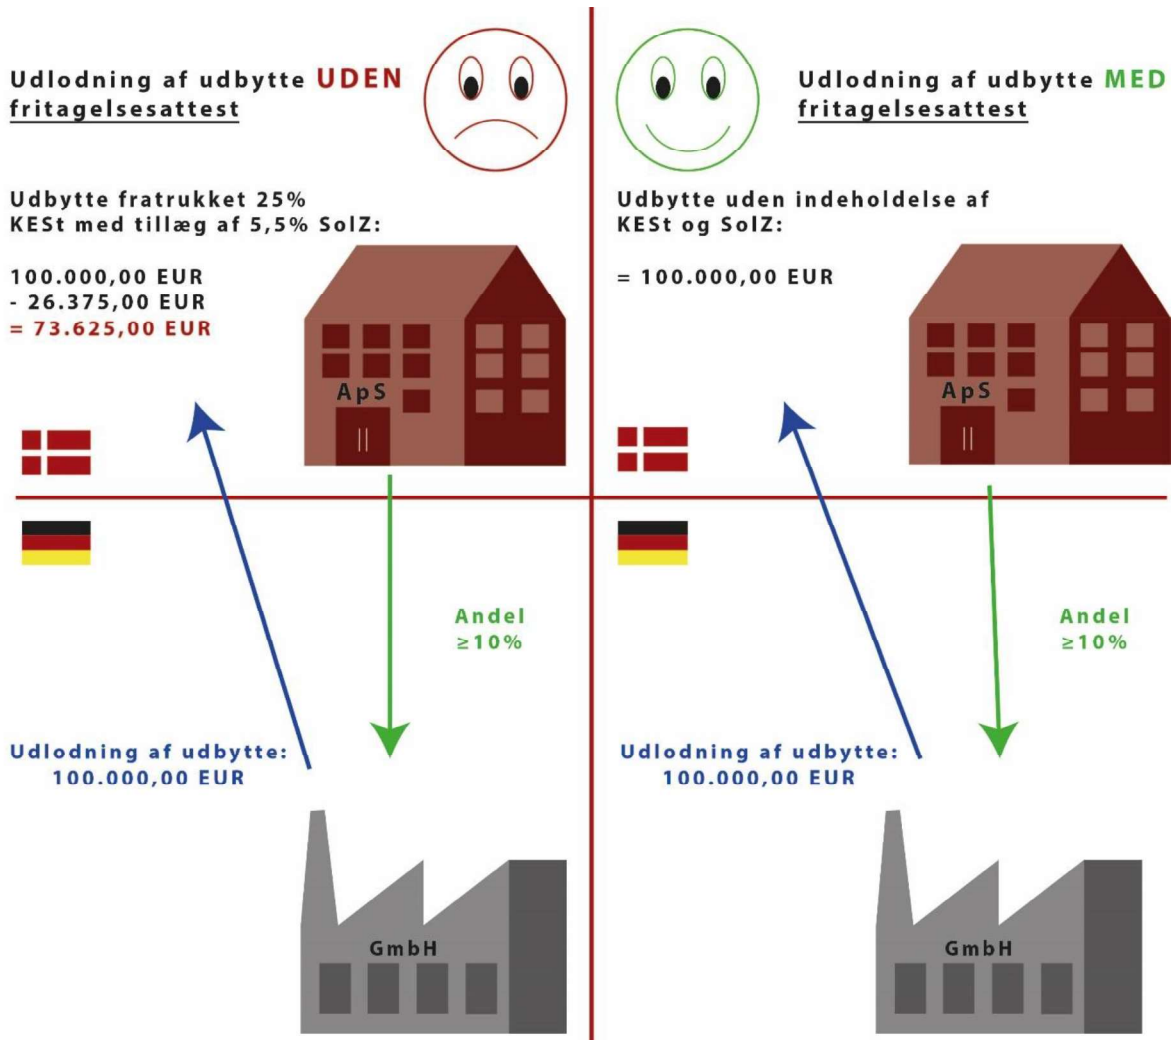 Udlodning af udbytte UDEN
fritagelsesattest
Udbytte fratrukket 25%
KESt med tillæg af 5,5% SolZ:
100.000,00 EUR
- 26.375,00 EUR
= 73.625,00 EUR
ApS
Andel
≥10%
Udlodning af udbytte:
100.000,00 EUR
GmbH
Udlodning af udbytte MED
fritagelsesattest
Udbytte uden indeholdelse af
KESt og SolZ:
= 100.000,00 EUR
ApS
Andel
≥10%
Udlodning af udbytte:
100.000,00 EUR
GmbH